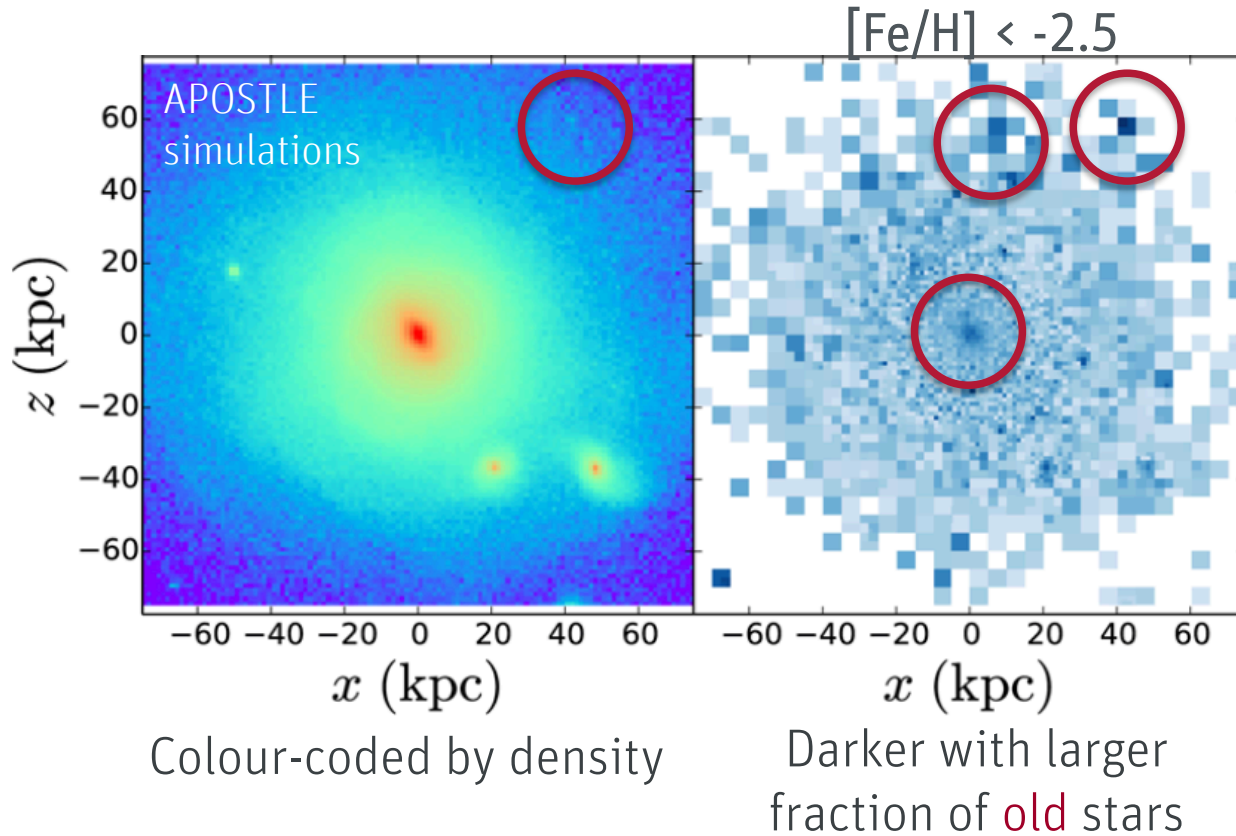 [Fe/H] < -2.5
APOSTLE
simulations
60
40
20
0
−20
−40
−60
z (kpc)
−60 −40 −20 0 20 40 60
−60 −40 −20 0 20 40 60
x (kpc)
x (kpc)
Colour-coded by density
Darker with larger
fraction of old stars